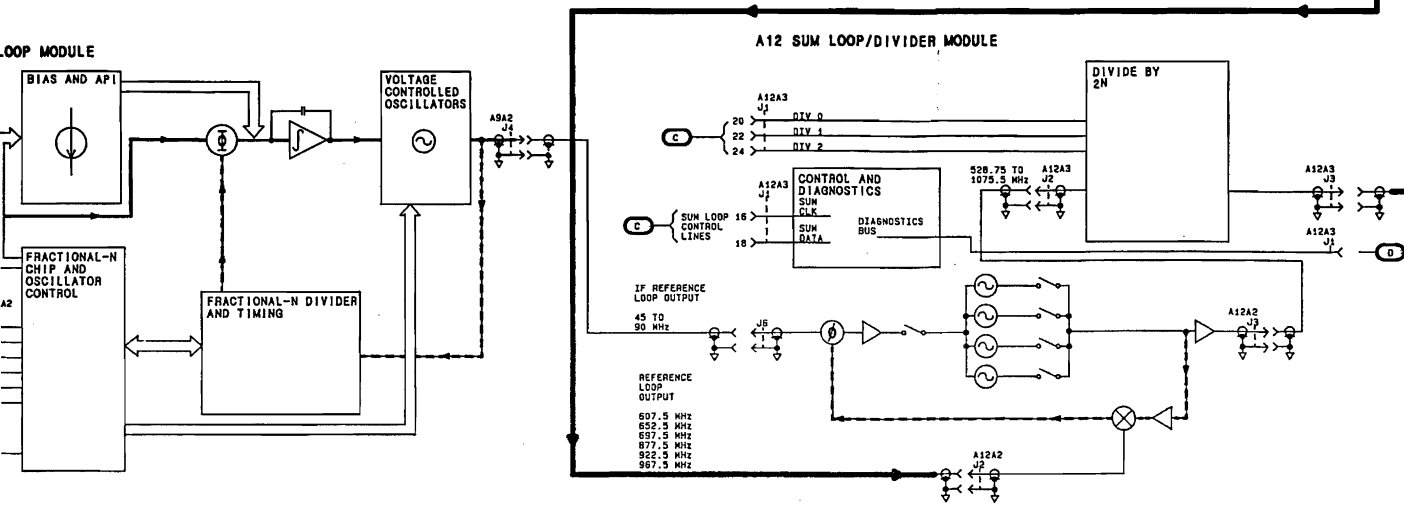 LOOP MODULE
BIAS AND API
Φ
∫
VOLTAGE
CONTROLLED
OSCILLATORS
A9A2
J4
FRACTIONAL-N
CHIP AND
OSCILLATOR
CONTROL
A2
FRACTIONAL-N DIVIDER
AND TIMING
A12 SUM LOOP/DIVIDER MODULE
DIVIDE BY
2N
A12A3
J1
C
20
22
24
DIV 0
DIV 1
DIV 2
528.75 TO
1075.5 MHz
A12A3
J2
A12A3
J3
A12A3
J1
D
A12A3
J1
CONTROL AND
DIAGNOSTICS
C
SUM LOOP
CONTROL
LINES
16
18
SUM
CLK
SUM
DATA
DIAGNOSTICS
BUS
IF REFERENCE
LOOP OUTPUT
45 TO
90 MHz
J6
ϕ
A12A2
J3
REFERENCE
LOOP
OUTPUT
607.5 MHz
652.5 MHz
697.5 MHz
877.5 MHz
922.5 MHz
967.5 MHz
A12A2
J2